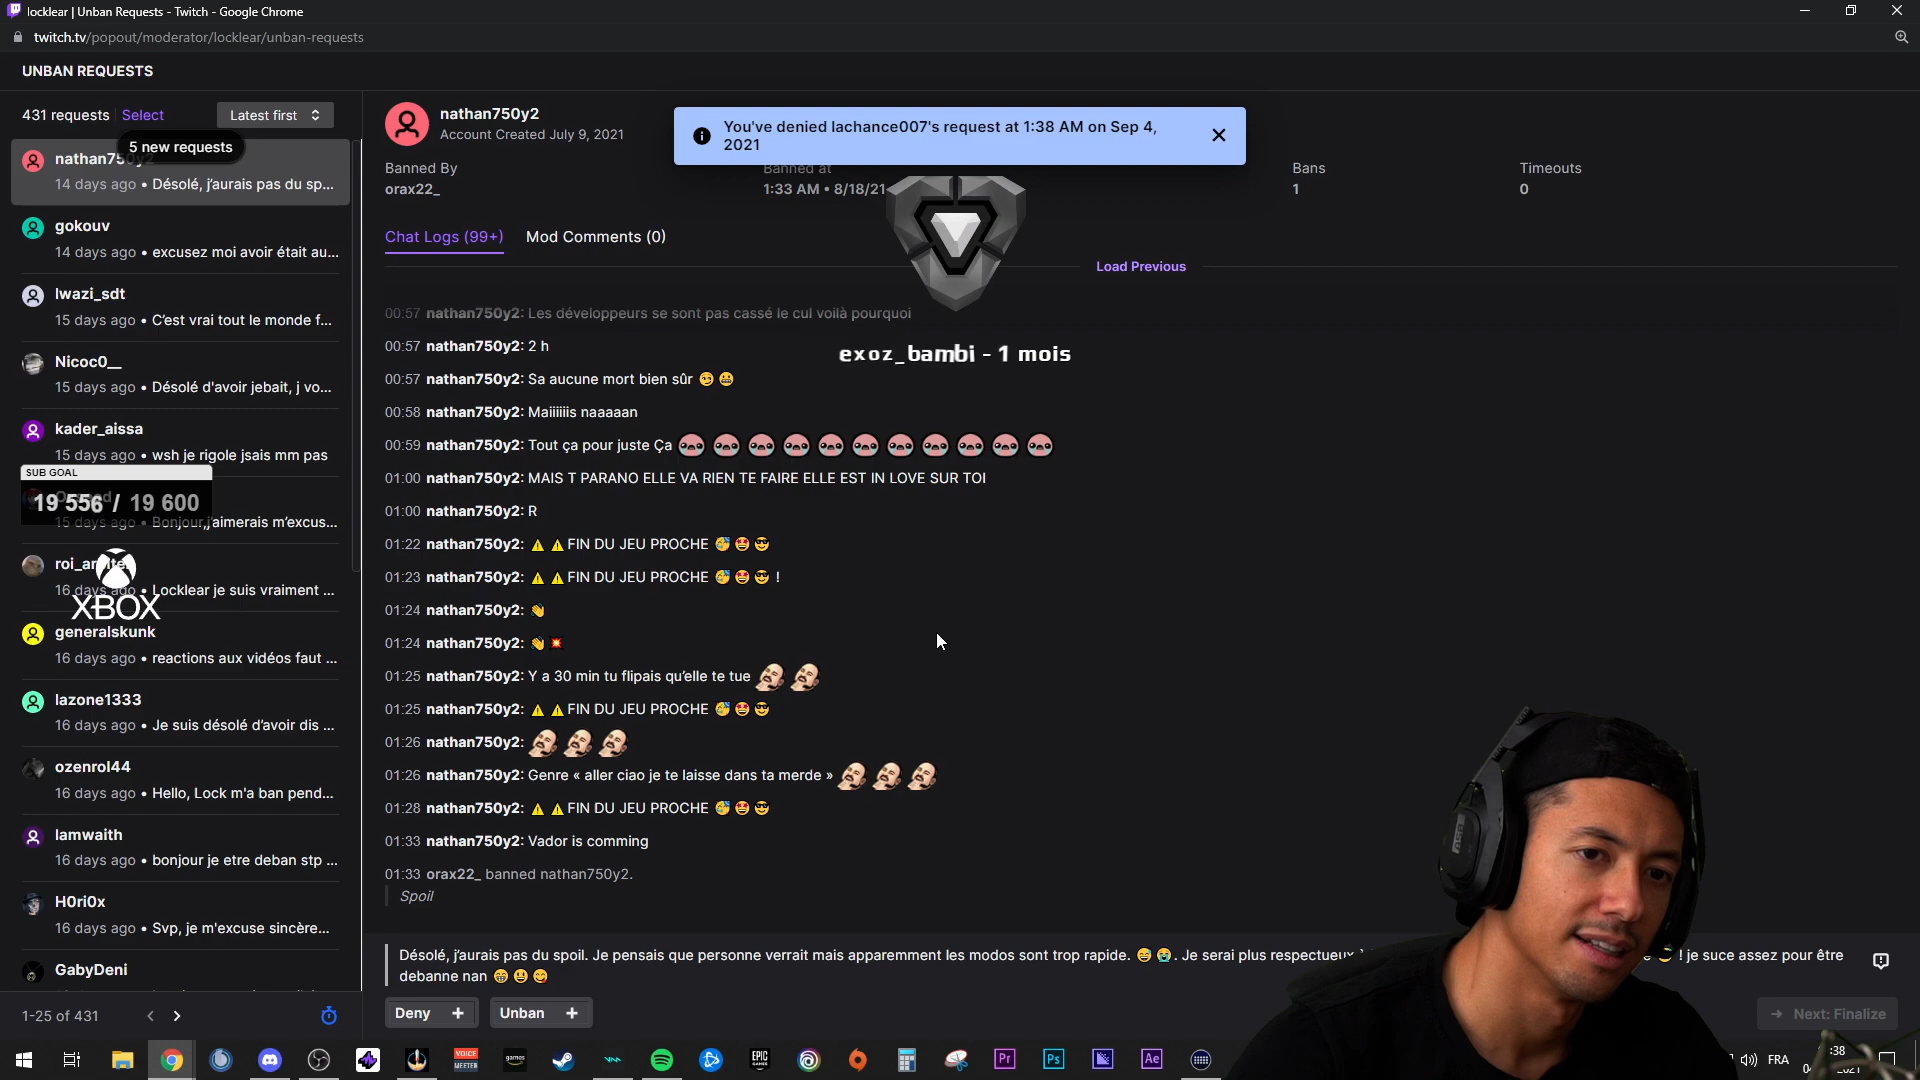 locklear | Unban Requests - Twitch - Google Chrome
twitch.tv/popout/moderator/locklear/unban-requests
UNBAN REQUESTS
431 requests Select Latest first
5 new requests
nathan750y2
14 days ago • Désolé, j'aurais pas du sp...
gokouv
14 days ago • excusez moi avoir était au...
lwazi_sdt
15 days ago • C'est vrai tout le monde f...
Nicoc0__
15 days ago • Désolé d'avoir jebait, j vo...
kader_aissa
15 days ago • wsh je rigole jsais mm pas
SUB GOAL
19 556 / 19 600
15 days ago • Bonjour,j'aimerais m'excus...
XBOX
16 days ago • Locklear je suis vraiment ...
generalskunk
16 days ago • reactions aux vidéos faut ...
lazone1333
16 days ago • Je suis désolé d'avoir dis ...
ozenrol44
16 days ago • Hello, Lock m'a ban pend...
lamwaith
16 days ago • bonjour je etre deban stp ...
H0ri0x
16 days ago • Svp, je m'excuse sincère...
GabyDeni
1-25 of 431
nathan750y2
Account Created July 9, 2021
You've denied lachance007's request at 1:38 AM on Sep 4,
2021
Banned By
orax22_
Banned at
1:33 AM • 8/18/21
Bans
1
Timeouts
0
Chat Logs (99+) Mod Comments (0)
Load Previous
exoz_bambi - 1 mois
00:57 nathan750y2: Les développeurs se sont pas cassé le cul voilà pourquoi
00:57 nathan750y2: 2 h
00:57 nathan750y2: Sa aucune mort bien sûr 😏 😀
00:58 nathan750y2: Maiiiiiis naaaaan
00:59 nathan750y2: Tout ça pour juste Ça
01:00 nathan750y2: MAIS T PARANO ELLE VA RIEN TE FAIRE ELLE EST IN LOVE SUR TOI
01:00 nathan750y2: R
01:22 nathan750y2: ⚠ ⚠ FIN DU JEU PROCHE 🥳 🤩 😎
01:23 nathan750y2: ⚠ ⚠ FIN DU JEU PROCHE 🥳 🤩 😎 !
01:24 nathan750y2: 👏
01:24 nathan750y2: 👏 💥
01:25 nathan750y2: Y a 30 min tu flipais qu'elle te tue
01:25 nathan750y2: ⚠ ⚠ FIN DU JEU PROCHE 🥳 🤩 😎
01:26 nathan750y2:
01:26 nathan750y2: Genre « aller ciao je te laisse dans ta merde »
01:28 nathan750y2: ⚠ ⚠ FIN DU JEU PROCHE 🥳 🤩 😎
01:33 nathan750y2: Vador is comming
01:33 orax22_ banned nathan750y2.
Spoil
Désolé, j'aurais pas du spoil. Je pensais que personne verrait mais apparemment les modos sont trop rapide. 😅 😭. Je serai plus respectueux ! je suce assez pour être
debanne nan 😁 😃 😋
Deny + Unban +
Next: Finalize
VOICE
MEETER
games
EPIC
GAMES
Pr
Ps
Ae
FRA
:38